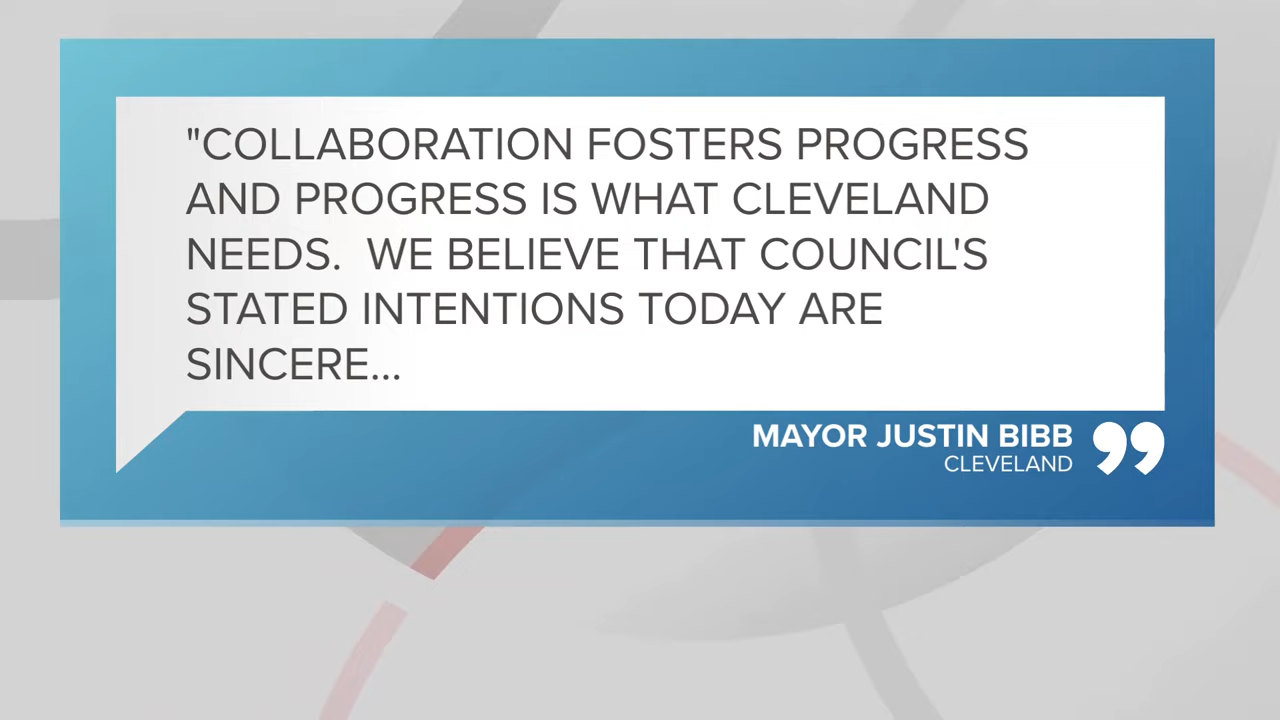 "COLLABORATION FOSTERS PROGRESS
AND PROGRESS IS WHAT CLEVELAND
NEEDS.  WE BELIEVE THAT COUNCIL'S
STATED INTENTIONS TODAY ARE
SINCERE...
MAYOR JUSTIN BIBB
CLEVELAND